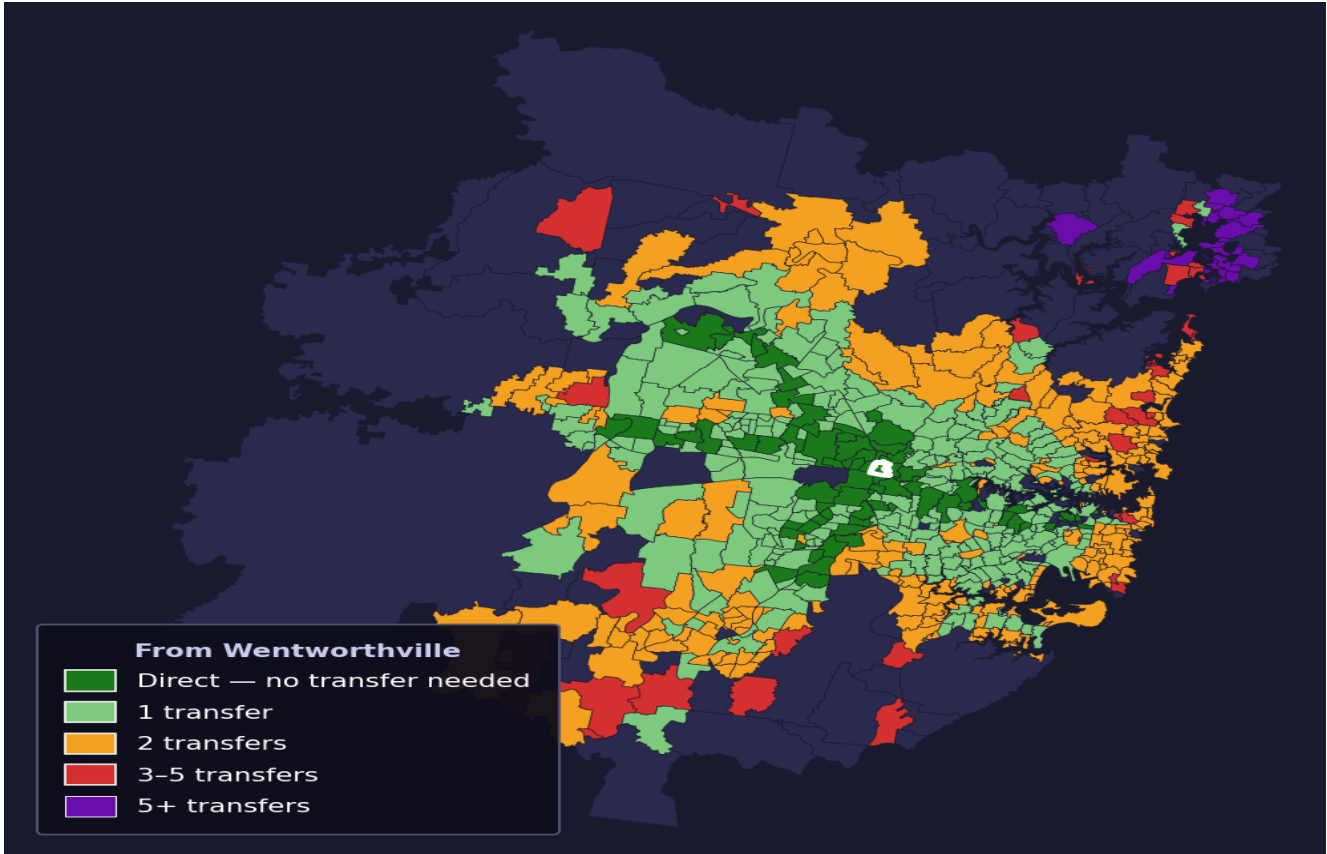 From Wentworthville
Direct — no transfer needed
1 transfer
2 transfers
3–5 transfers
5+ transfers